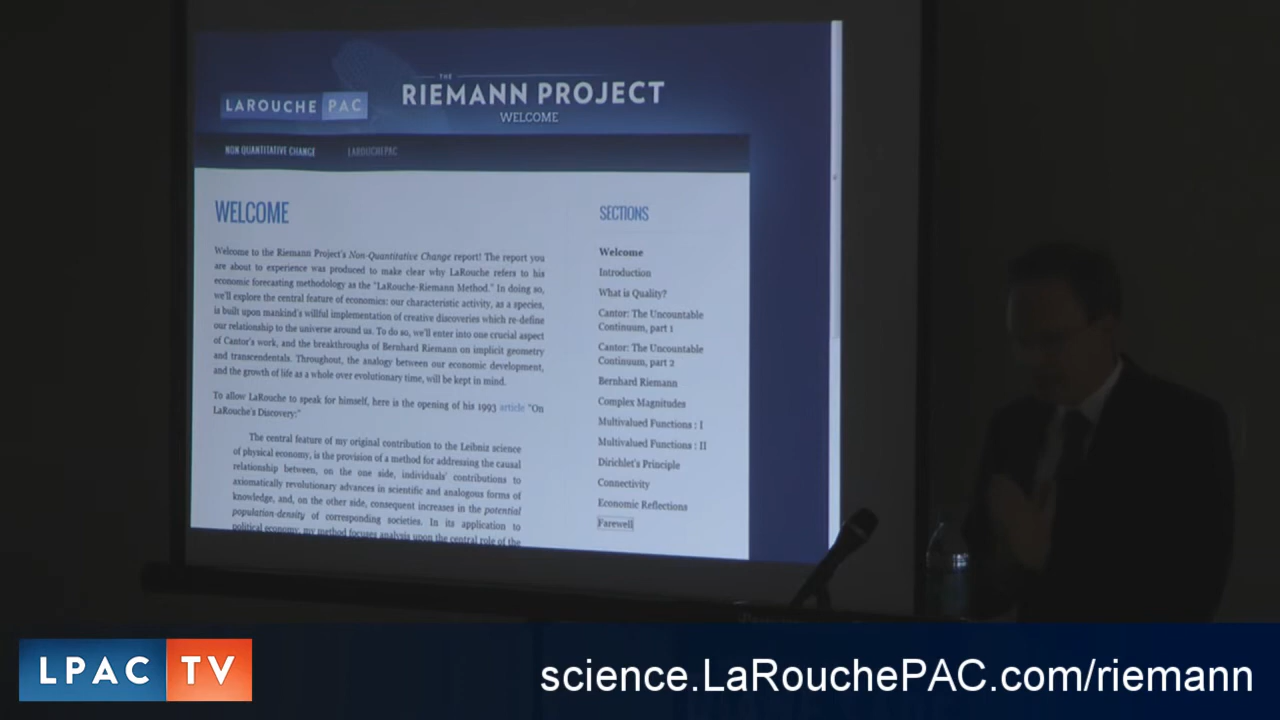 THE
RIEMANN PROJECT
LAROUCHE PAC
WELCOME
NON QUANTITATIVE CHANGE
LAROUCHEPAC
WELCOME
Welcome to the Riemann Project's Non-Quantitative Change report! The report you
are about to experience was produced to make clear why LaRouche refers to his
economic forecasting methodology as the "LaRouche-Riemann Method." In doing so,
we'll explore the central feature of economics: our characteristic activity, as a species,
is built upon mankind's willful implementation of creative discoveries which re-define
our relationship to the universe around us. To do so, we'll enter into one crucial aspect
of Cantor's work, and the breakthroughs of Bernhard Riemann on implicit geometry
and transcendentals. Throughout, the analogy between our economic development,
and the growth of life as a whole over evolutionary time, will be kept in mind.
To allow LaRouche to speak for himself, here is the opening of his 1993 article "On
LaRouche's Discovery:"
The central feature of my original contribution to the Leibniz science
of physical economy, is the provision of a method for addressing the causal
relationship between, on the one side, individuals' contributions to
axiomatically revolutionary advances in scientific and analogous forms of
knowledge, and, on the other side, consequent increases in the potential
population-density of corresponding societies. In its application to
political economy, my method focuses analysis upon the central role of the
SECTIONS
Welcome
Introduction
What is Quality?
Cantor: The Uncountable
Continuum, part 1
Cantor: The Uncountable
Continuum, part 2
Bernhard Riemann
Complex Magnitudes
Multivalued Functions : I
Multivalued Functions : II
Dirichlet's Principle
Connectivity
Economic Reflections
Farewell
LPAC TV
science.LaRouchePAC.com/riemann